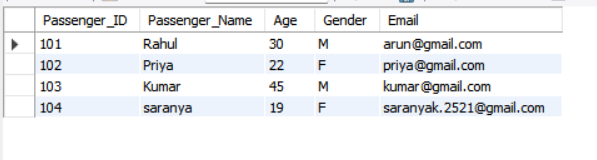 Passenger_ID Passenger_Name Age Gender Email
101 Rahul 30 M arun@gmail.com
102 Priya 22 F priya@gmail.com
103 Kumar 45 M kumar@gmail.com
104 saranya 19 F saranyak.2521@gmail.com